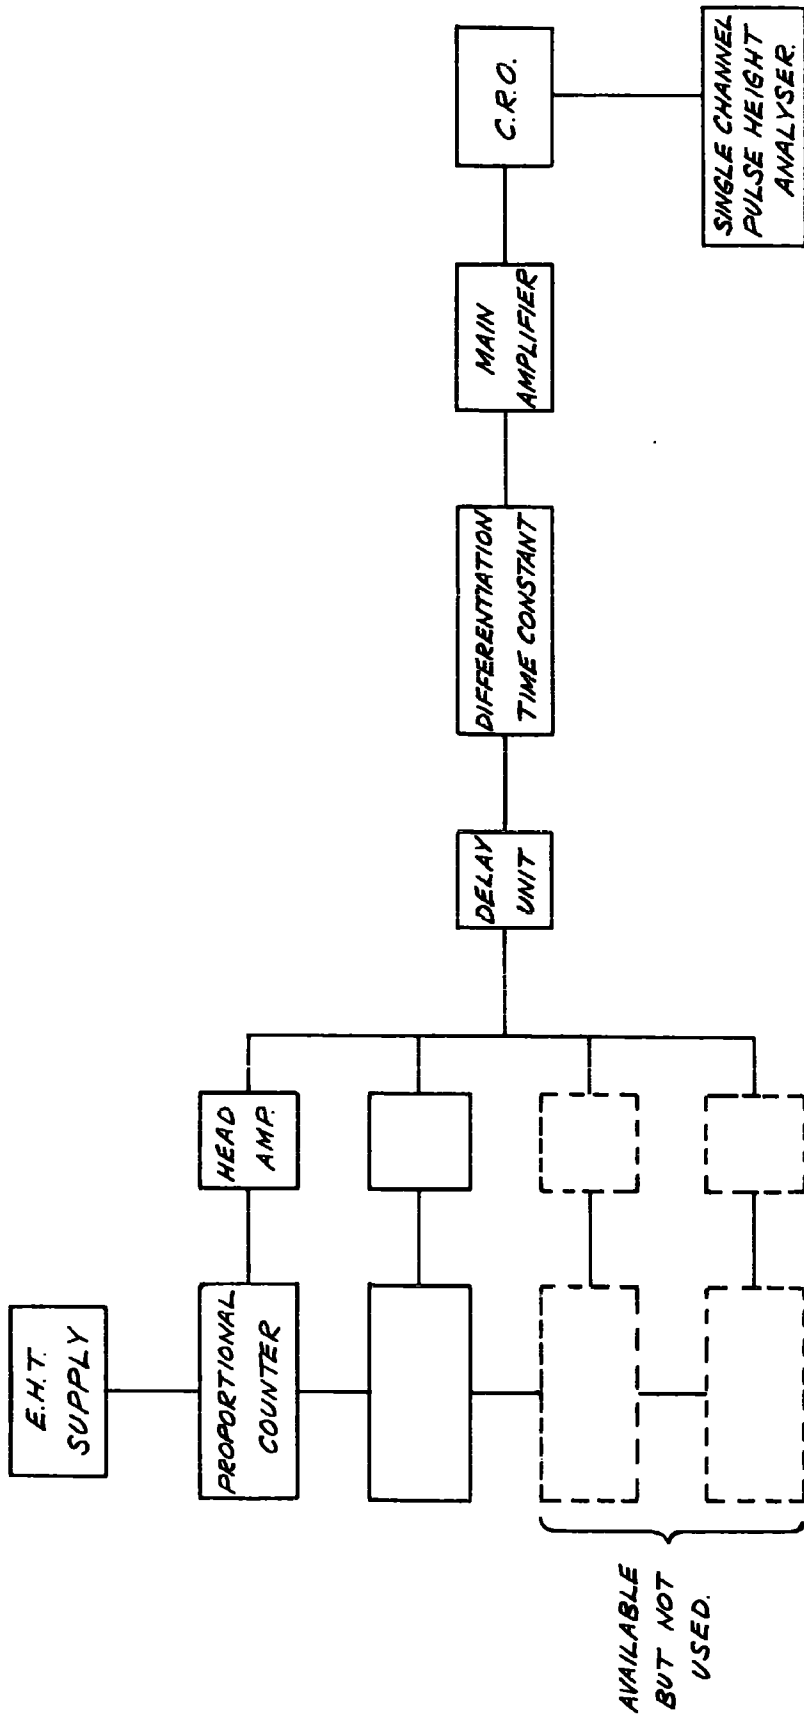 E.H.T.
SUPPLY
PROPORTIONAL
COUNTER
HEAD
AMP.
AVAILABLE
BUT NOT
USED.
DELAY
UNIT
DIFFERENTIATION
TIME CONSTANT
MAIN
AMPLIFIER
C.R.O.
SINGLE CHANNEL
PULSE HEIGHT
ANALYSER.